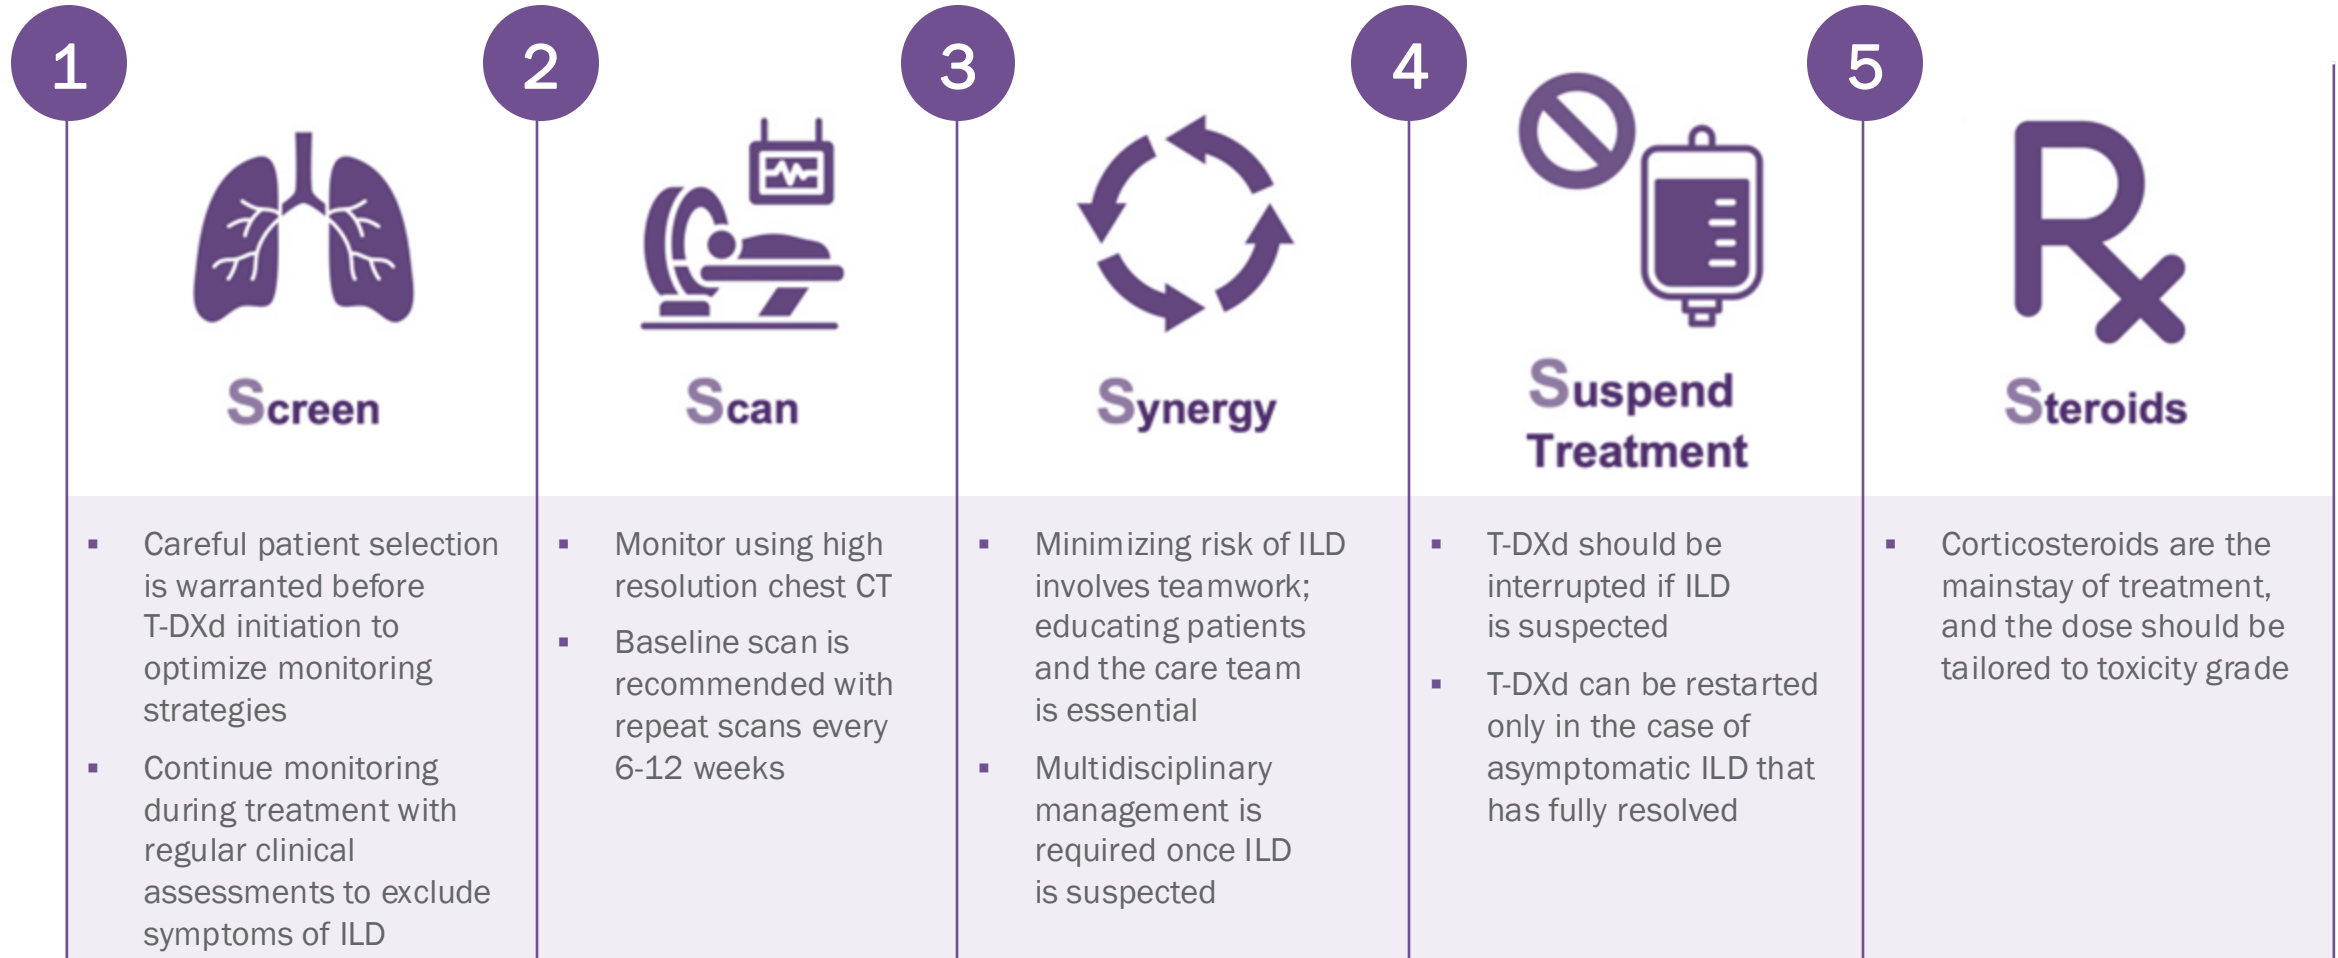 1
Screen
▪ Careful patient selection
is warranted before
T-DXd initiation to
optimize monitoring
strategies
▪ Continue monitoring
during treatment with
regular clinical
assessments to exclude
symptoms of ILD
2
Scan
▪ Monitor using high
resolution chest CT
▪ Baseline scan is
recommended with
repeat scans every
6-12 weeks
3
Synergy
▪ Minimizing risk of ILD
involves teamwork;
educating patients
and the care team
is essential
▪ Multidisciplinary
management is
required once ILD
is suspected
4
Suspend
Treatment
▪ T-DXd should be
interrupted if ILD
is suspected
▪ T-DXd can be restarted
only in the case of
asymptomatic ILD that
has fully resolved
5
Rx
Steroids
▪ Corticosteroids are the
mainstay of treatment,
and the dose should be
tailored to toxicity grade